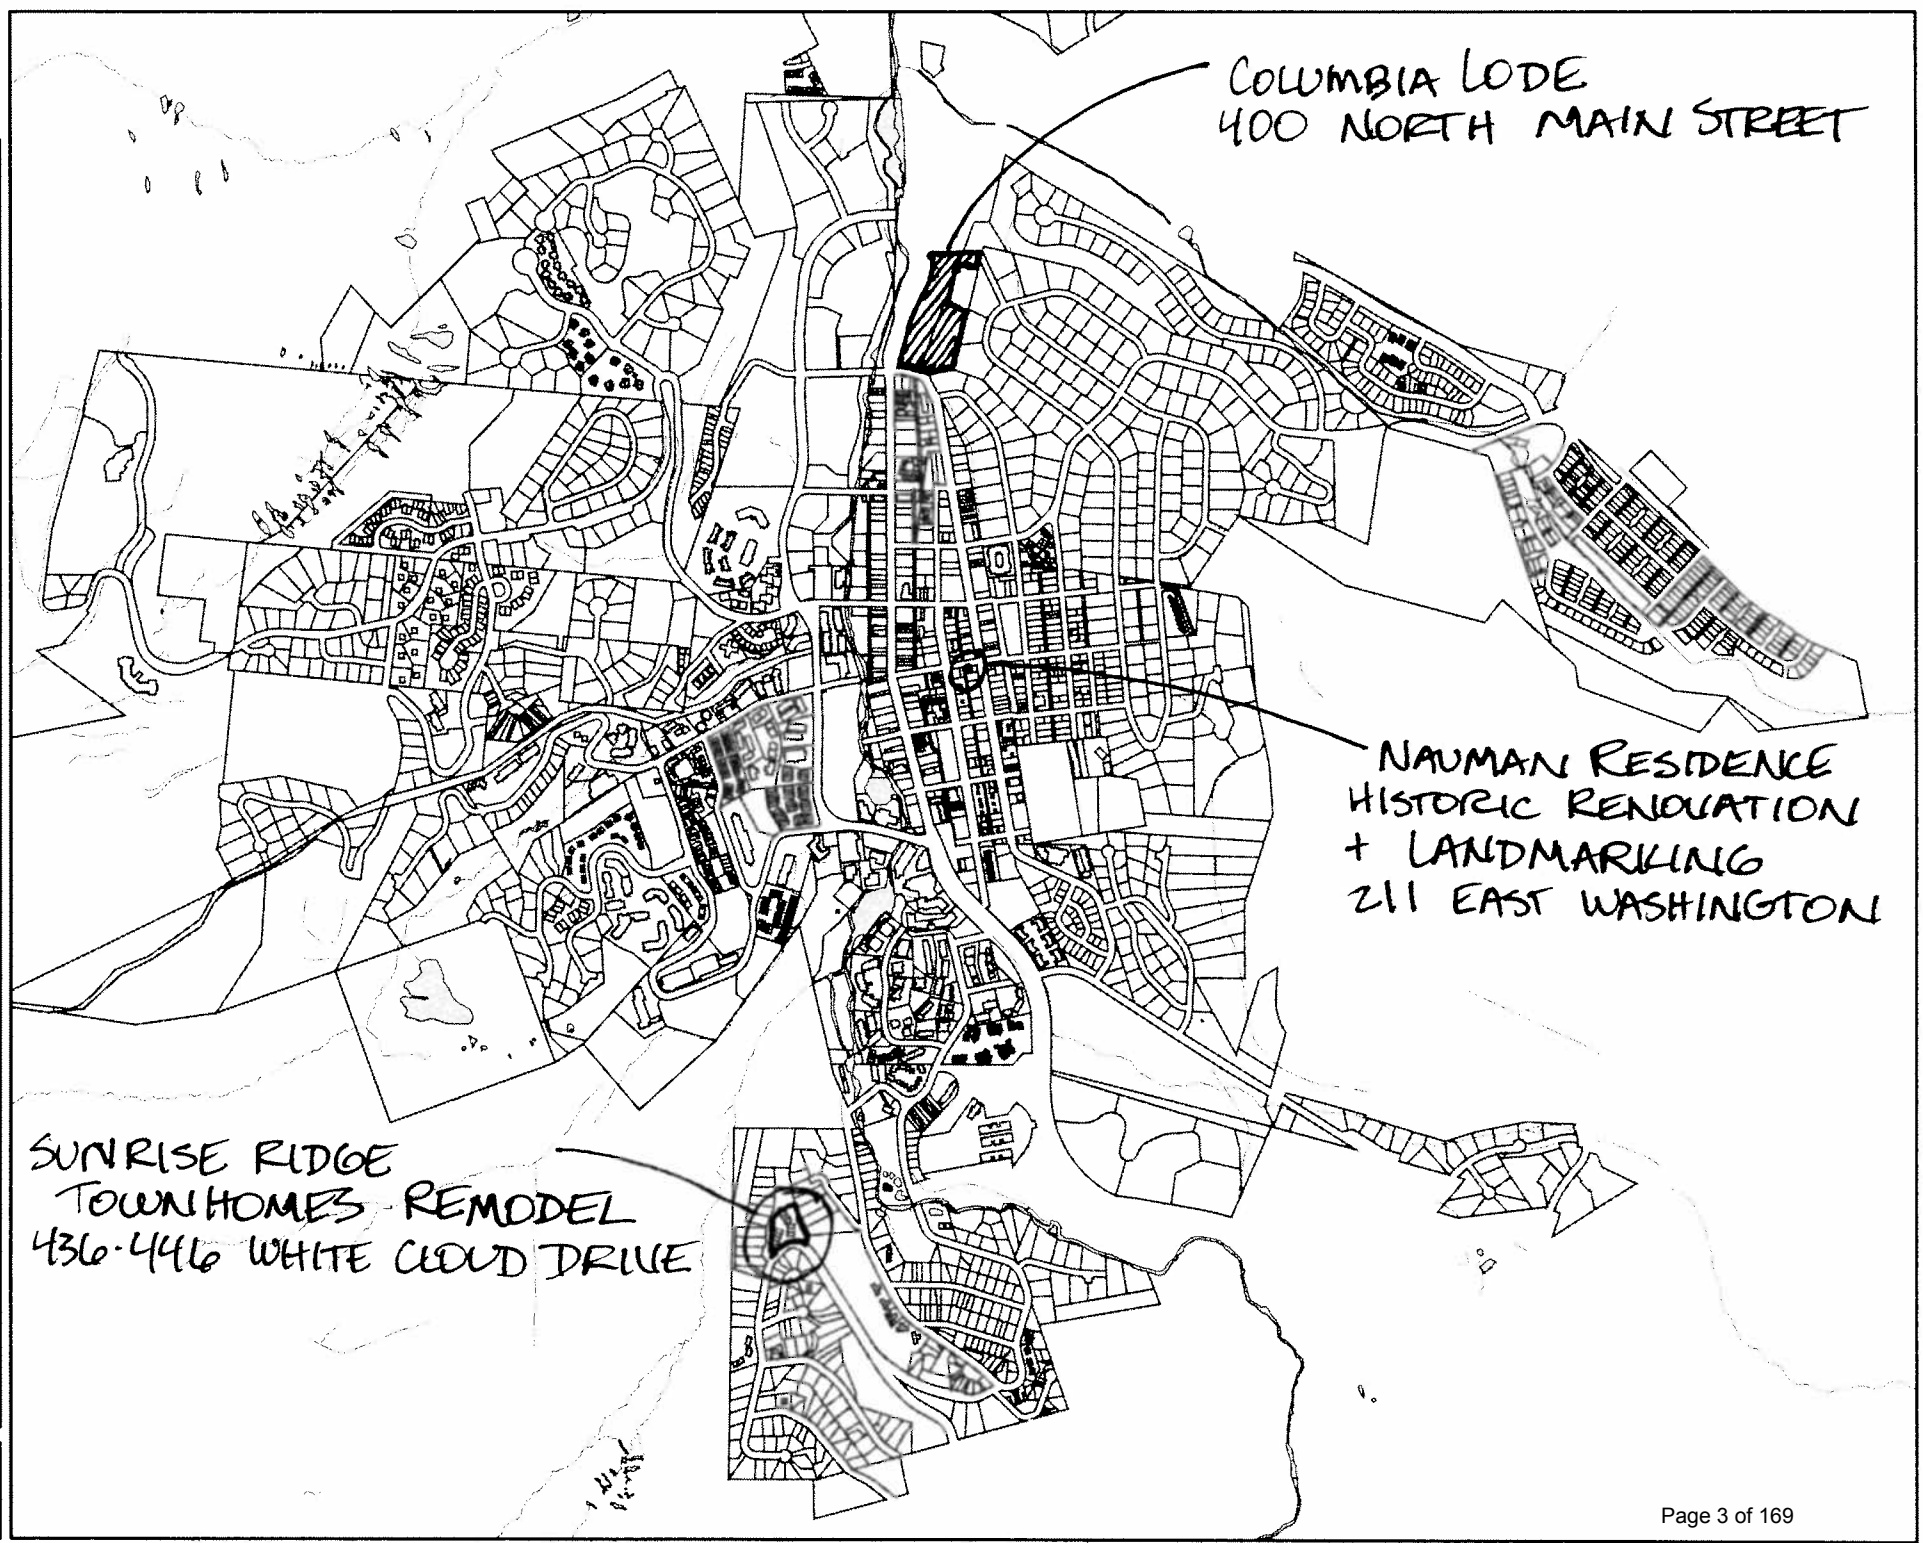 COLUMBIA LODE
400 NORTH MAIN STREET
NAUMAN RESIDENCE
HISTORIC RENOVATION
+ LANDMARKING
211 EAST WASHINGTON
SUNRISE RIDGE
TOWNHOMES REMODEL
436-446 WHITE CLOUD DRIVE
Page 3 of 169